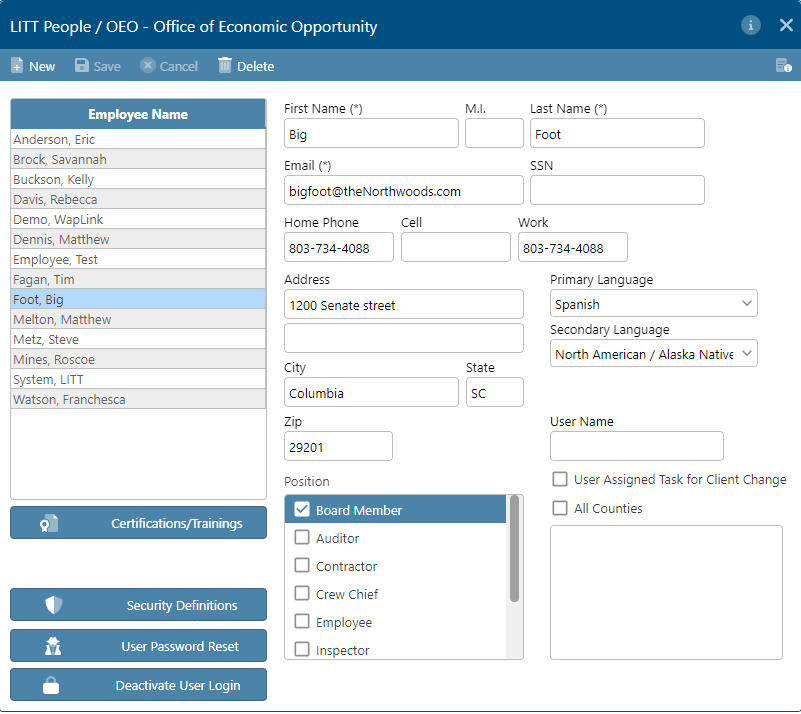 LITT People / OEO - Office of Economic Opportunity
New Save Cancel Delete
Employee Name
Anderson, Eric
Brock, Savannah
Buckson, Kelly
Davis, Rebecca
Demo, WapLink
Dennis, Matthew
Employee, Test
Fagan, Tim
Foot, Big
Melton, Matthew
Metz, Steve
Mines, Roscoe
System, LITT
Watson, Franchesca
Certifications/Trainings
Security Definitions
User Password Reset
Deactivate User Login
First Name (*) M.I. Last Name (*)
Big Foot
Email (*) SSN
bigfoot@theNorthwoods.com
Home Phone Cell Work
803-734-4088 803-734-4088
Address
1200 Senate street
City State
Columbia SC
Zip
29201
Position
Board Member
Auditor
Contractor
Crew Chief
Employee
Inspector
Primary Language
Spanish
Secondary Language
North American / Alaska Native
User Name
User Assigned Task for Client Change
All Counties